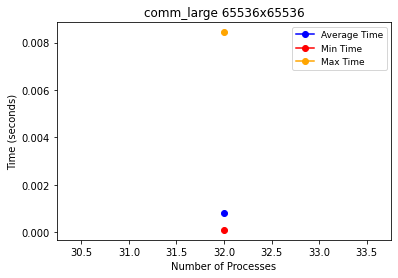 comm_large 65536x65536
Average Time
Min Time
Max Time
Time (seconds)
0.008
0.006
0.004
0.002
0.000
30.5 31.0 31.5 32.0 32.5 33.0 33.5
Number of Processes